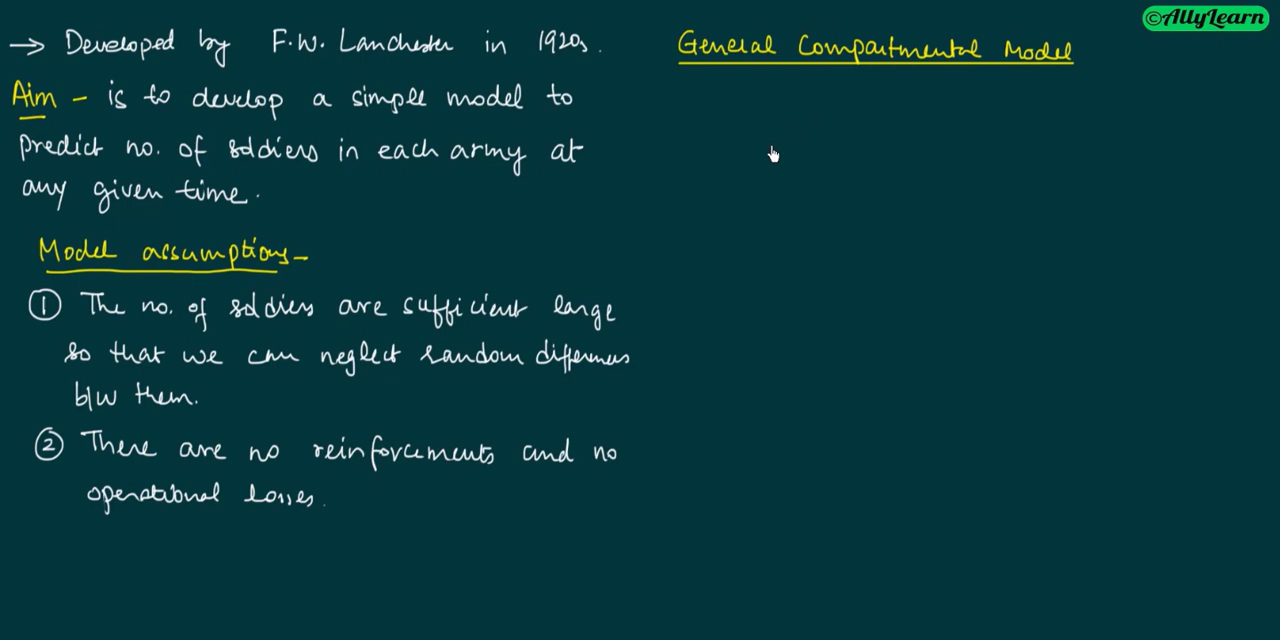 ©AllyLearn
→ Developed by F.W. Lanchester in 1920s.
Aim - is to develop a simple model to
predict no. of soldiers in each army at
any given time.
Model assumptions -
① The no. of soldiers are sufficient large
so that we can neglect random differences
b/w them.
② There are no reinforcements and no
operational losses.
General Compartmental Model